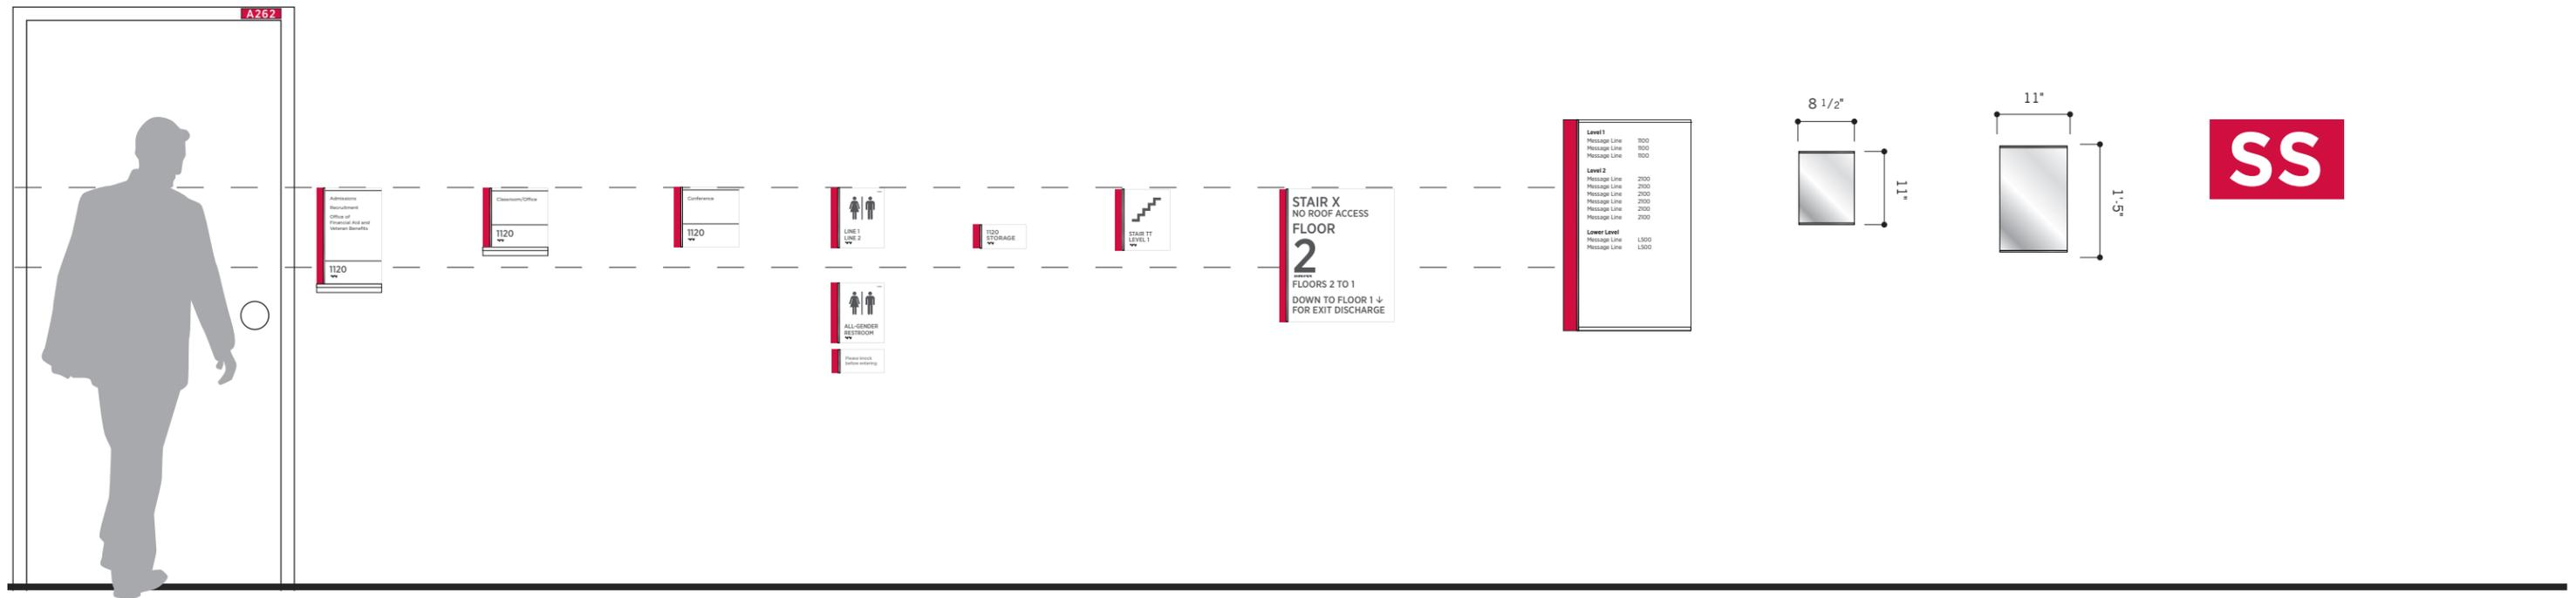 A262
Admissions
Recruitment
Office of
Financial Aid and
Veteran Benefits
1120
Classroom/Office
1120
Conference
1120
LINE 1
LINE 2
ALL-GENDER
RESTROOM
Please knock
before entering
1120
STORAGE
STAIR TT
LEVEL 1
STAIR X
NO ROOF ACCESS
FLOOR
2
FLOORS 2 TO 1
DOWN TO FLOOR 1 ↓
FOR EXIT DISCHARGE
Level 1
Message Line 1100
Message Line 1100
Message Line 1100
Level 2
Message Line 2100
Message Line 2100
Message Line 2100
Message Line 2100
Message Line 2100
Message Line 2100
Lower Level
Message Line L500
Message Line L500
8 1/2"
11"
11"
1'-5"
SS